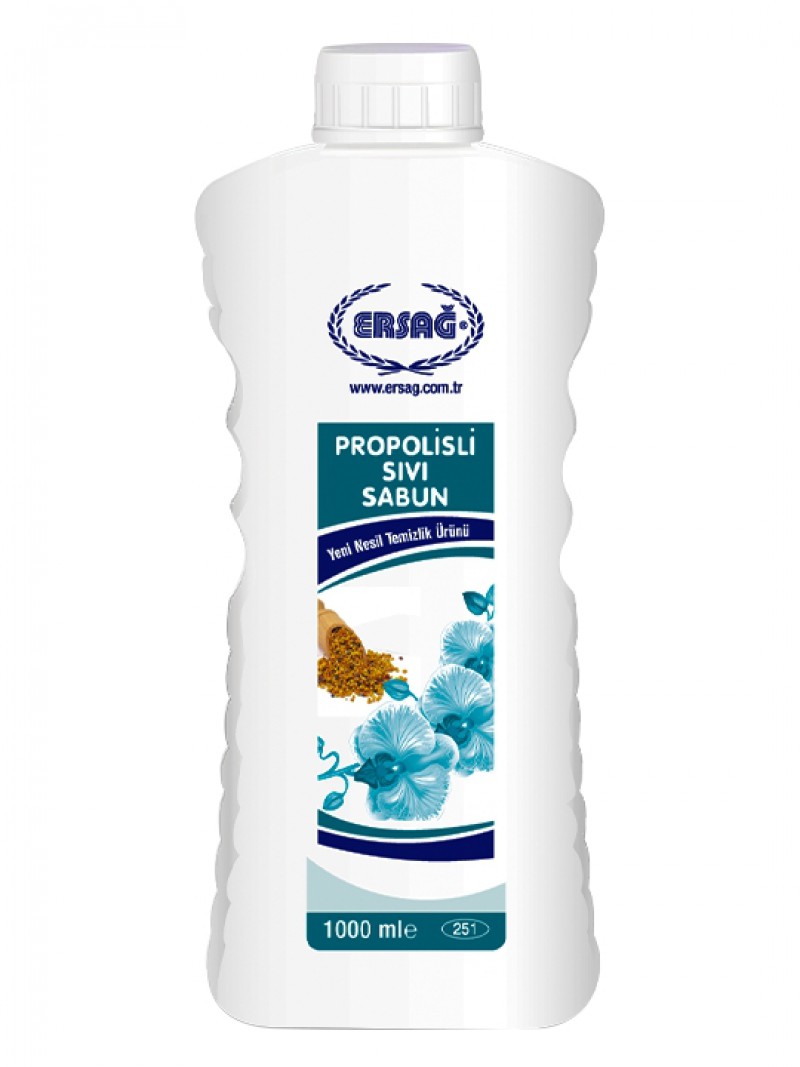 ERSAĞ®
www.ersag.com.tr
PROPOLİSLİ
SIVI
SABUN
Yeni Nesil Temizlik Ürünü
1000 ml℮
251